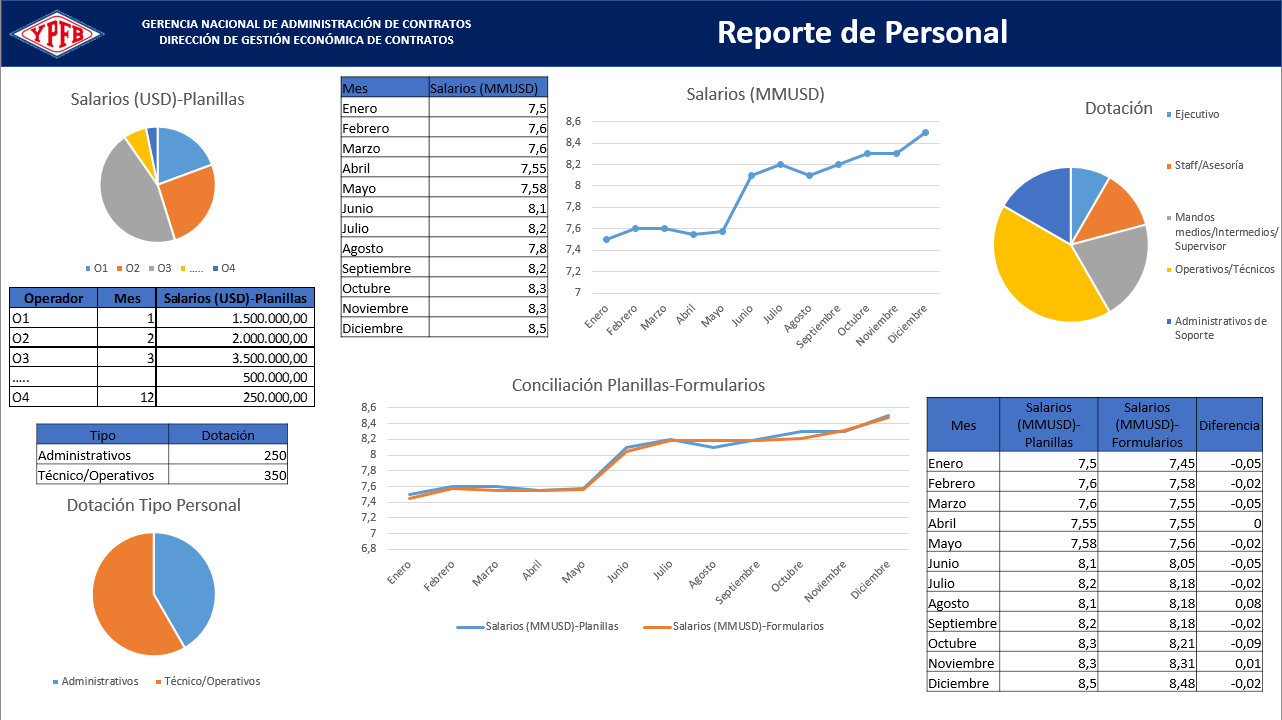 YPFB
GERENCIA NACIONAL DE ADMINISTRACIÓN DE CONTRATOS
DIRECCIÓN DE GESTIÓN ECONÓMICA DE CONTRATOS
Reporte de Personal
Salarios (USD)-Planillas
O1 O2 O3 ..... O4
Operador Mes Salarios (USD)-Planillas
O1 1 1.500.000,00
O2 2 2.000.000,00
O3 3 3.500.000,00
..... 500.000,00
O4 12 250.000,00
Tipo Dotación
Administrativos 250
Técnico/Operativos 350
Dotación Tipo Personal
Administrativos Técnico/Operativos
Mes Salarios (MMUSD)
Enero 7,5
Febrero 7,6
Marzo 7,6
Abril 7,55
Mayo 7,58
Junio 8,1
Julio 8,2
Agosto 7,8
Septiembre 8,2
Octubre 8,3
Noviembre 8,3
Diciembre 8,5
Salarios (MMUSD)
8,6
8,4
8,2
8
7,8
7,6
7,4
7,2
7
Enero Febrero Marzo Abril Mayo Junio Julio Agosto Septiembre Octubre Noviembre Diciembre
Dotación
Ejecutivo
Staff/Asesoría
Mandos
medios/Intermedios/
Supervisor
Operativos/Técnicos
Administrativos de
Soporte
Conciliación Planillas-Formularios
8,6
8,4
8,2
8
7,8
7,6
7,4
7,2
7
6,8
Enero Febrero Marzo Abril Mayo Junio Julio Agosto Septiembre Octubre Noviembre Diciembre
Salarios (MMUSD)-Planillas Salarios (MMUSD)-Formularios
Mes Salarios (MMUSD)-Planillas Salarios (MMUSD)-Formularios Diferencia
Enero 7,5 7,45 -0,05
Febrero 7,6 7,58 -0,02
Marzo 7,6 7,55 -0,05
Abril 7,55 7,55 0
Mayo 7,58 7,56 -0,02
Junio 8,1 8,05 -0,05
Julio 8,2 8,18 -0,02
Agosto 8,1 8,18 0,08
Septiembre 8,2 8,18 -0,02
Octubre 8,3 8,21 -0,09
Noviembre 8,3 8,31 0,01
Diciembre 8,5 8,48 -0,02